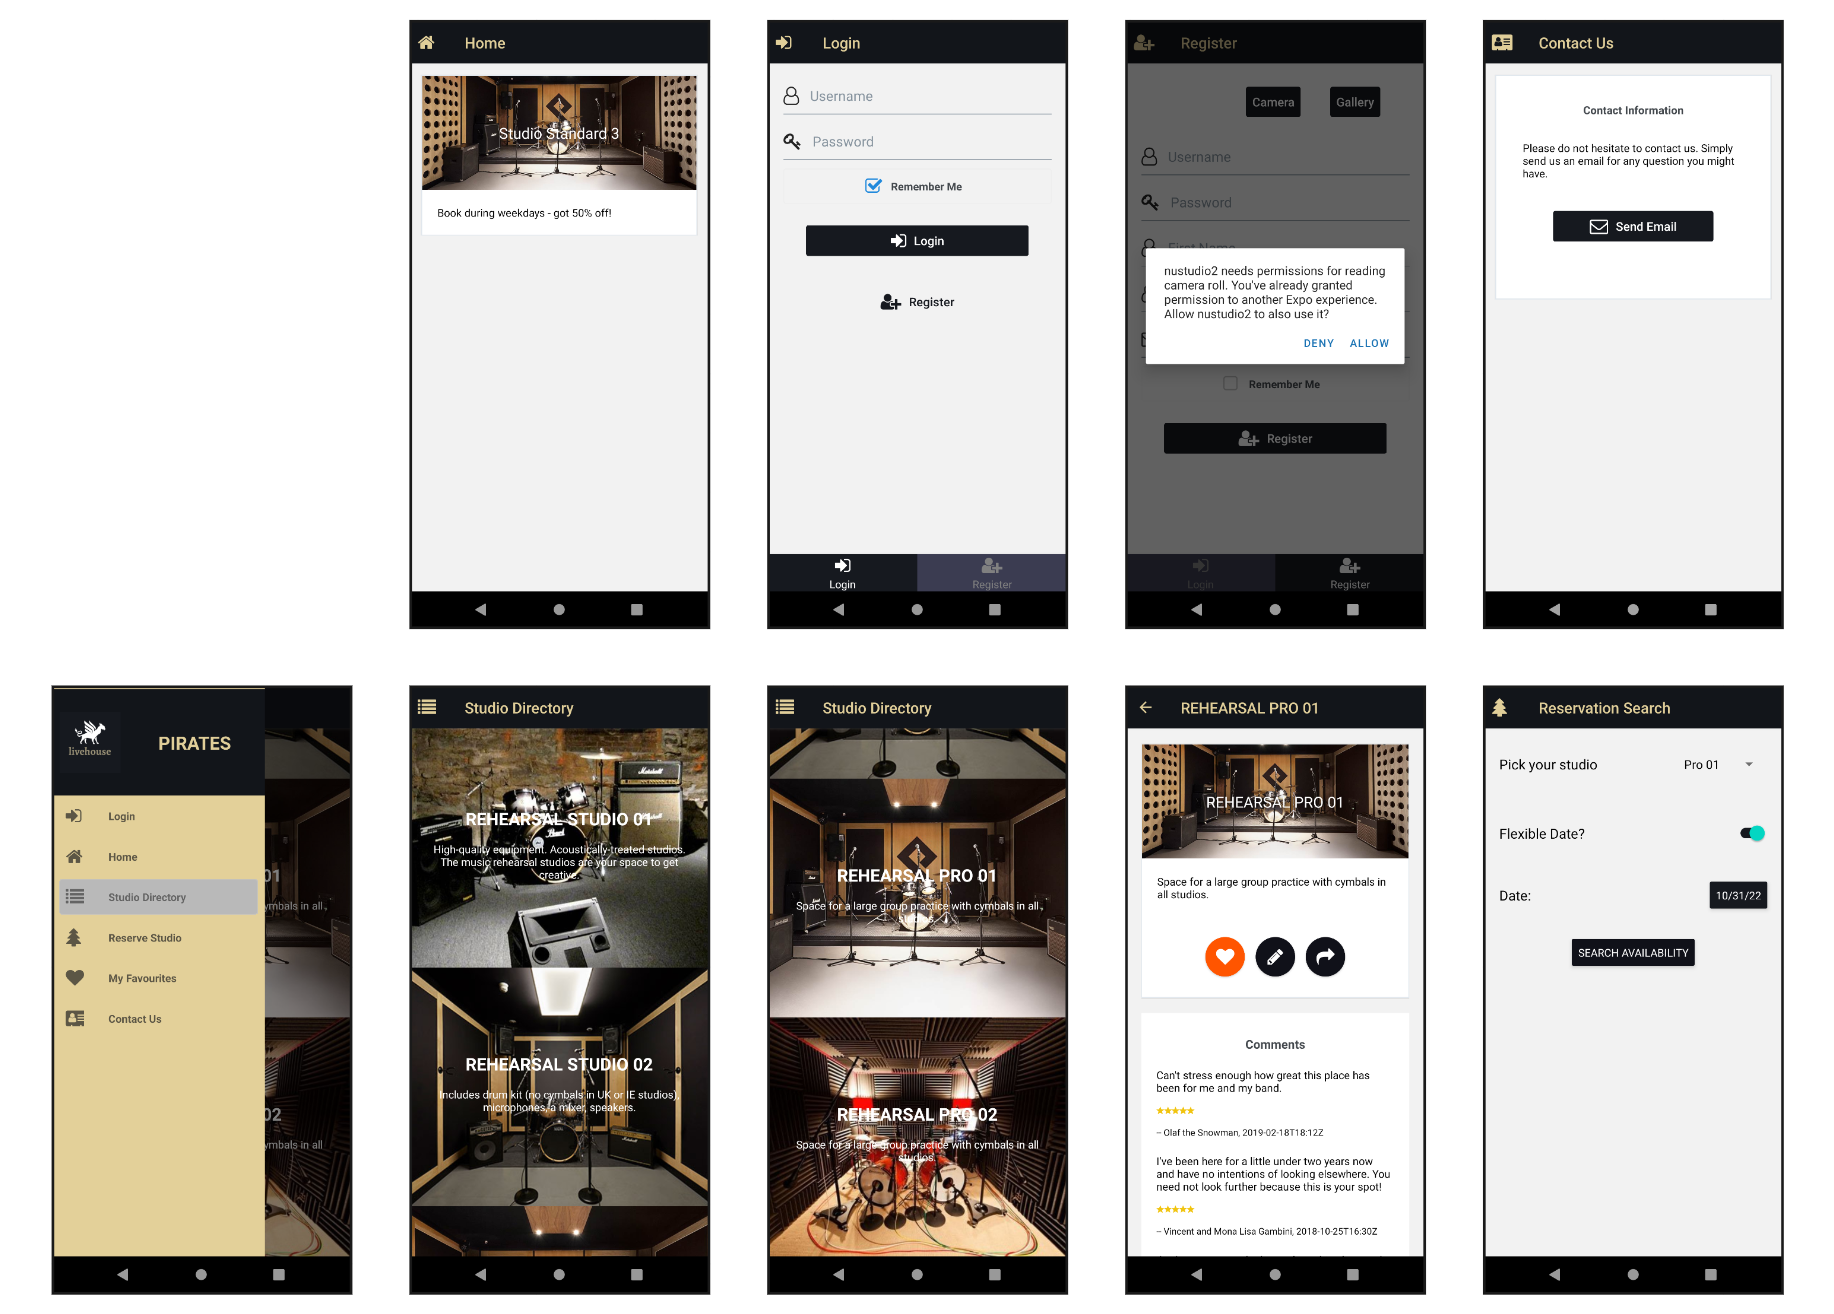 Home
Studio Standard 3
Book during weekdays - got 50% off!
Login
Username
Password
Remember Me
Login
Register
Login
Register
Register
Camera
Gallery
Username
Password
First Name
nustudio2 needs permissions for reading
camera roll. You've already granted
permission to another Expo experience.
Allow nustudio2 to also use it?
DENY ALLOW
Remember Me
Register
Login
Register
Contact Us
Contact Information
Please do not hesitate to contact us. Simply
send us an email for any question you might
have.
Send Email
livehouse
PIRATES
Login
Home
Studio Directory
Reserve Studio
My Favourites
Contact Us
01
cymbals in all
02
cymbals in all
Studio Directory
Marshall
REHEARSAL STUDIO 01
High-quality equipment. Acoustically-treated studios.
The music rehearsal studios are your space to get
creative.
REHEARSAL STUDIO 02
Includes drum kit (no cymbals in UK or IE studios),
microphones, a mixer, speakers.
Studio Directory
REHEARSAL PRO 01
Space for a large group practice with cymbals in all
studios.
REHEARSAL PRO 02
Space for a large group practice with cymbals in all
studios.
REHEARSAL PRO 01
REHEARSAL PRO 01
Space for a large group practice with cymbals in
all studios.
Comments
Can't stress enough how great this place has
been for me and my band.
-- Olaf the Snowman, 2019-02-18T18:12Z
I've been here for a little under two years now
and have no intentions of looking elsewhere. You
need not look further because this is your spot!
-- Vincent and Mona Lisa Gambini, 2018-10-25T16:30Z
Reservation Search
Pick your studio
Pro 01
Flexible Date?
Date:
10/31/22
SEARCH AVAILABILITY